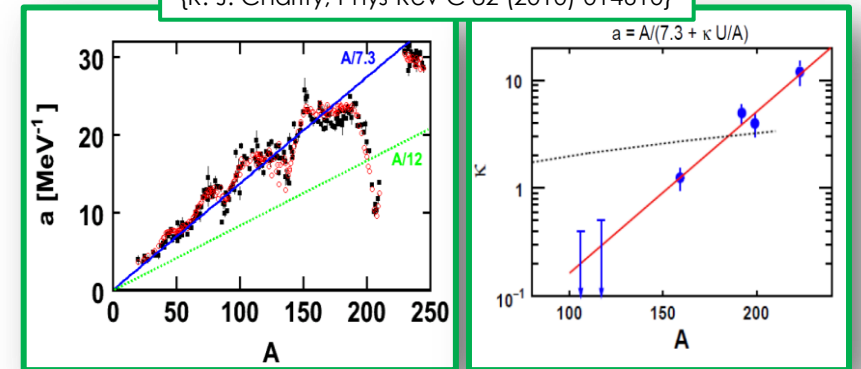 {R. J. Charity, Phys Rev C 82 (2010) 014610}
a = A/(7.3 + κ U/A)
30
20
10
0
a [MeV⁻¹]
A/7.3
A/12
0 50 100 150 200 250
A
10
1
10⁻¹
κ
100 150 200
A